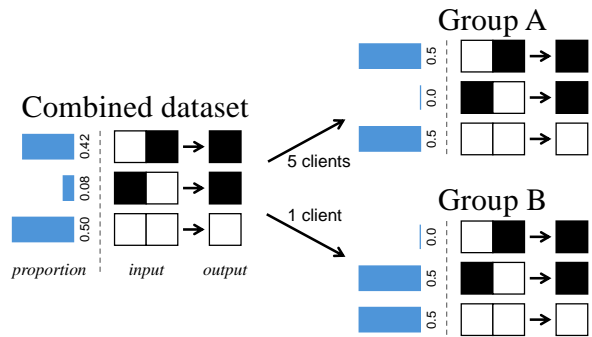 Combined dataset
0.42
0.08
0.50
proportion
input
output
5 clients
1 client
Group A
0.5
0.0
0.5
Group B
0.0
0.5
0.5